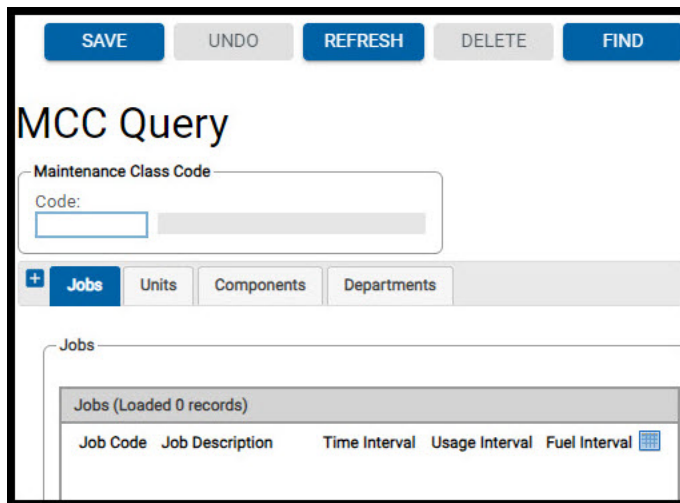 SAVE UNDO REFRESH DELETE FIND
MCC Query
Maintenance Class Code
Code:
Jobs Units Components Departments
Jobs
Jobs (Loaded 0 records)
Job Code Job Description Time Interval Usage Interval Fuel Interval